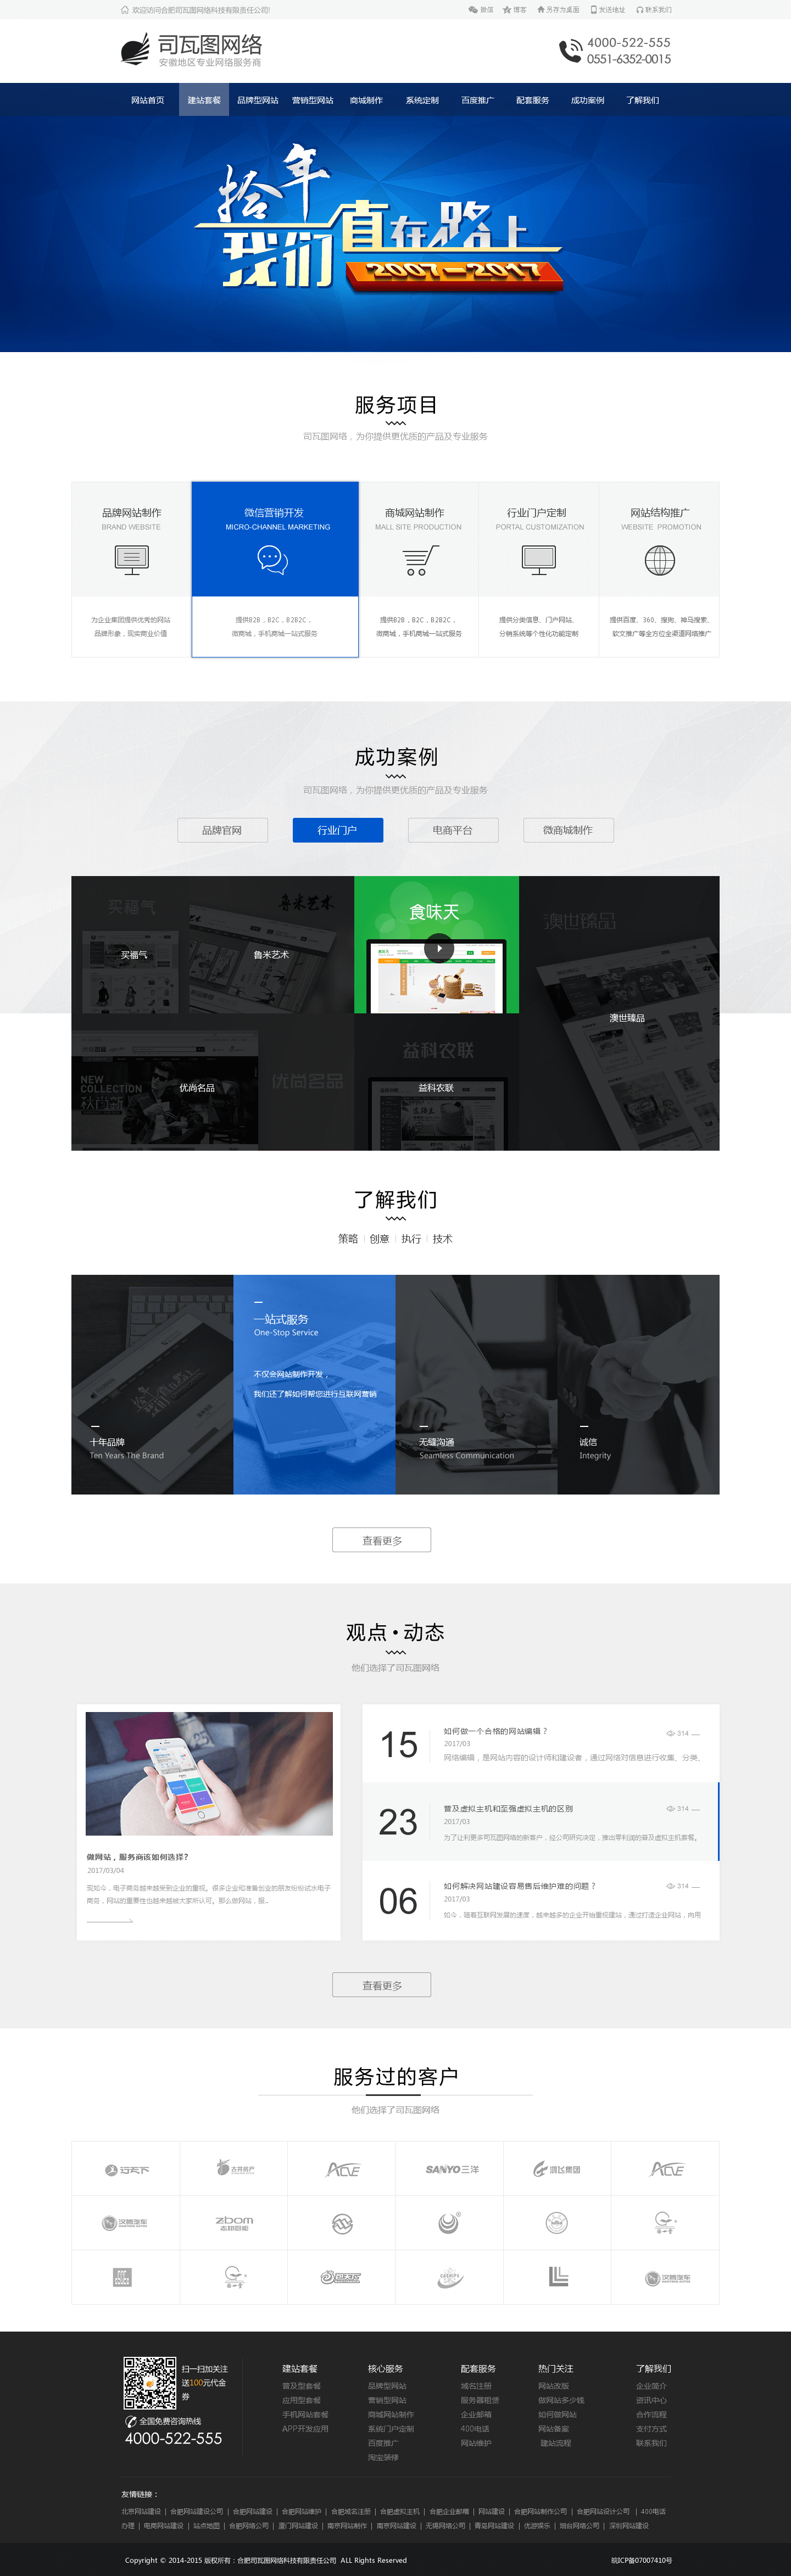 欢迎访问合肥司瓦图网络科技有限责任公司!
微信 博客 另存为桌面 发送地址 联系我们
司瓦图网络
安徽地区专业网络服务商
4000-522-555
0551-6352-0015
网站首页 建站套餐 品牌型网站 营销型网站 商城制作 系统定制 百度推广 配套服务 成功案例 了解我们
拾年
我们一直在路上
2007-2017
服务项目
司瓦图网络，为你提供更优质的产品及专业服务
品牌网站制作
BRAND WEBSITE
为企业集团提供优秀的网站
品牌形象，实实商业价值
微信营销开发
MICRO-CHANNEL MARKETING
提供B2B，B2C，B2B2C，
微商城，手机商城一站式服务
商城网站制作
MALL SITE PRODUCTION
提供B2B，B2C，B2B2C，
微商城，手机商城一站式服务
行业门户定制
PORTAL CUSTOMIZATION
提供分类信息、门户网站、
分销系统等个性化功能定制
网站结构推广
WEBSITE PROMOTION
提供百度、360、搜狗、神马搜索、
软文推广等全方位全渠道网络推广
成功案例
司瓦图网络，为你提供更优质的产品及专业服务
品牌官网 行业门户 电商平台 微商城制作
买福气
买福气
鲁米艺术
鲁米艺术
食味天
澳世臻品
澳世臻品
NEW
COLLECTION
秋尚新
优尚名品
优尚名品
益科农联
益科农联
了解我们
策略 创意 执行 技术
十年品牌
Ten Years The Brand
一站式服务
One-Stop Service
不仅会网站制作开发，
我们还了解如何帮您进行互联网营销
无缝沟通
Seamless Communication
诚信
Integrity
查看更多
观点·动态
他们选择了司瓦图网络
做网站，服务商该如何选择?
2017/03/04
现如今，电子商务越来越受到企业的重视。很多企业和准备创业的朋友纷纷试水电子
商务，网站的重要性也越来越被大家所认可。那么做网站，服...
15
如何做一个合格的网站编辑？
314
2017/03
网络编辑，是网站内容的设计师和建设者，通过网络对信息进行收集、分类、
23
普及虚拟主机和至强虚拟主机的区别
314
2017/03
为了让利更多司瓦图网络的新客户，经公司研究决定，推出零利润的普及虚拟主机套餐。
06
如何解决网站建设容易售后维护难的问题？
314
2017/03
如今，随着互联网发展的速度，越来越多的企业开始重视建站，通过打造企业网站，向用
查看更多
服务过的客户
他们选择了司瓦图网络
行天下
ACE
SANYO三洋
鸿飞集团
ACE
汉腾汽车
zbom
志邦厨柜
汉腾汽车
扫一扫加关注
送100元代金
券
全国免费咨询热线
4000-522-555
建站套餐
普及型套餐
应用型套餐
手机网站套餐
APP开发应用
核心服务
品牌型网站
营销型网站
商城网站制作
系统门户定制
百度推广
淘宝装修
配套服务
域名注册
服务器租赁
企业邮箱
400电话
网站维护
热门关注
网站改版
做网站多少钱
如何做网站
网站备案
建站流程
了解我们
企业简介
资讯中心
合作流程
支付方式
联系我们
友情链接：
北京网站建设 | 合肥网站建设公司 | 合肥网站建设 | 合肥网站维护 | 合肥域名注册 | 合肥虚拟主机 | 合肥企业邮箱 | 网站建设 | 合肥网站制作公司 | 合肥网站设计公司 | 400电话
办理 | 电商网站建设 | 站点地图 | 合肥网络公司 | 厦门网站建设 | 南京网站制作 | 南京网站建设 | 无锡网络公司 | 青岛网站建设 | 优游娱乐 | 烟台网络公司 | 深圳网站建设
Copyright © 2014-2015 版权所有：合肥司瓦图网络科技有限责任公司 ALL Rights Reserved
皖ICP备07007410号